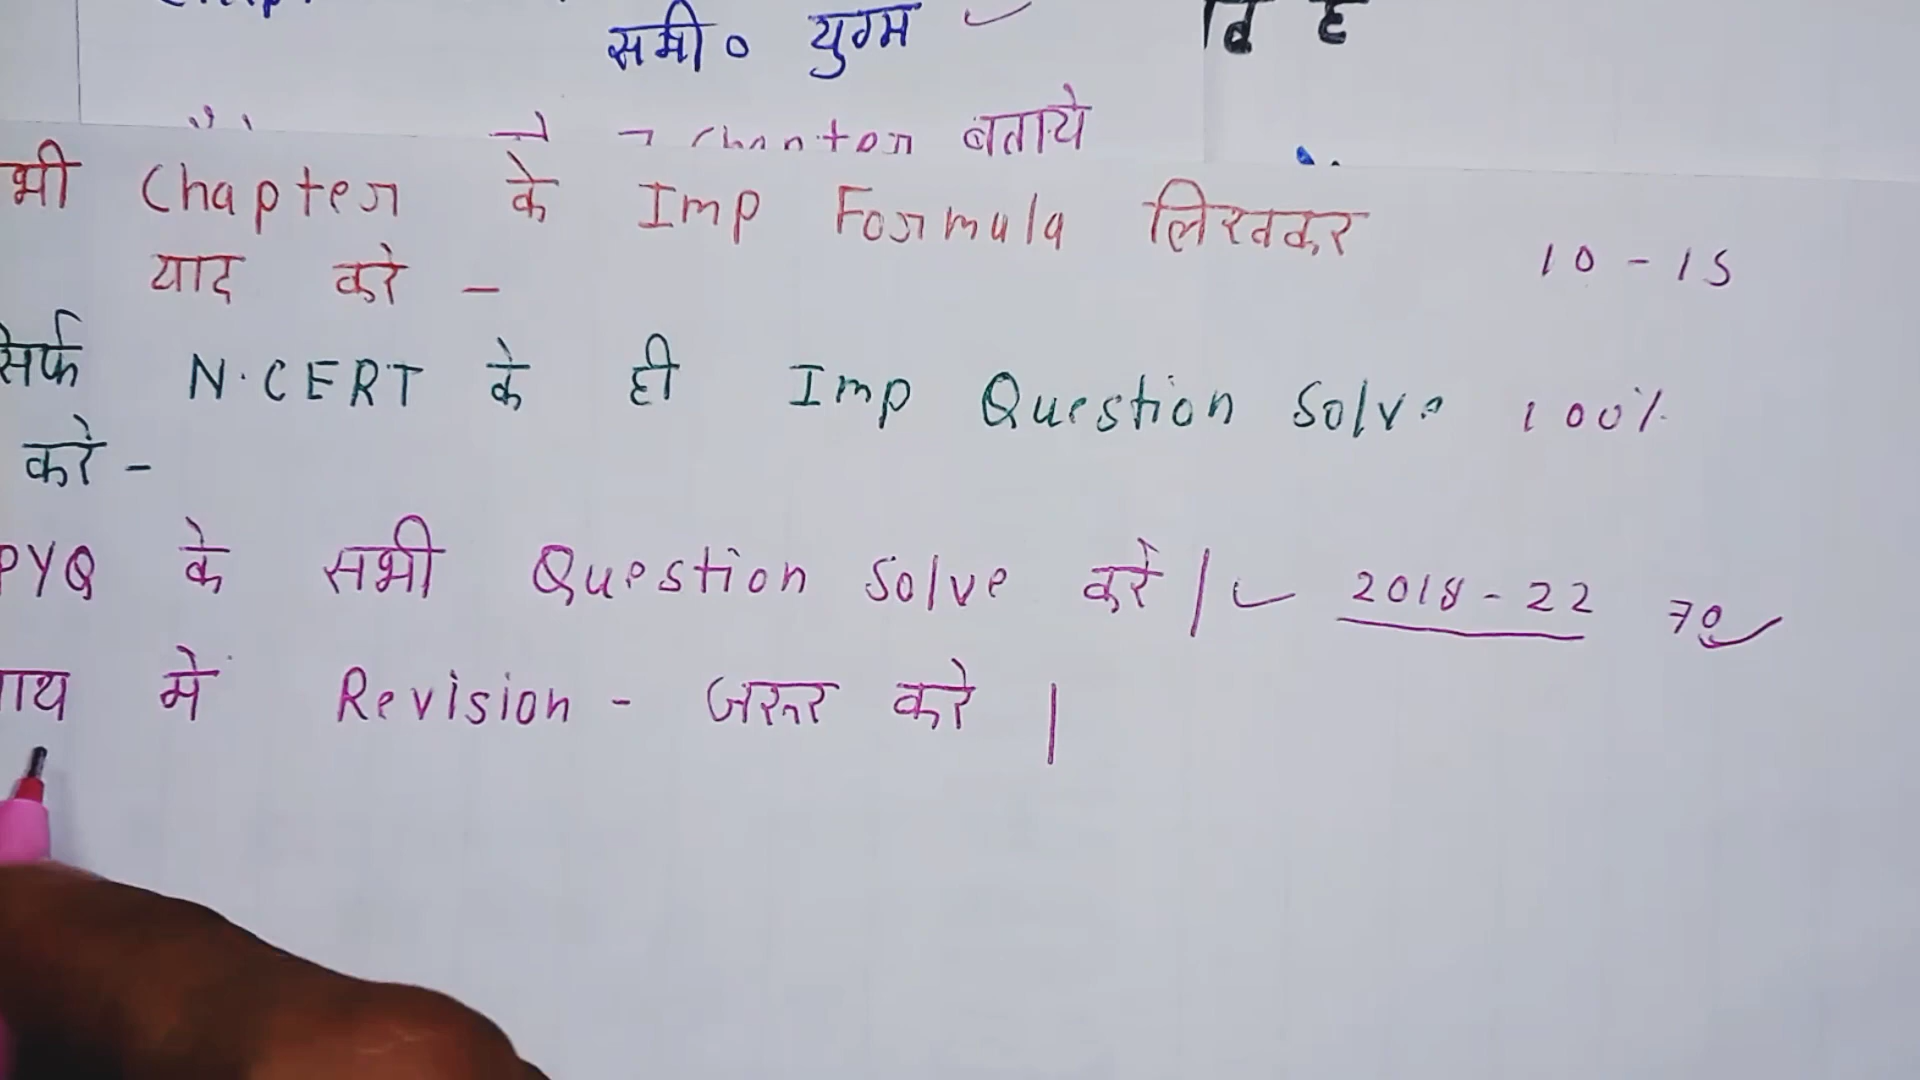 समी० युग्म
बताये
भी Chapter के Imp Formula लिखकर 10-15
याद करे -
सिर्फ N.CERT के ही Imp Question Solve 100%
करे -
PYQ के सभी Question Solve करे | 2018-22 70
में Revision - जरूर करे |